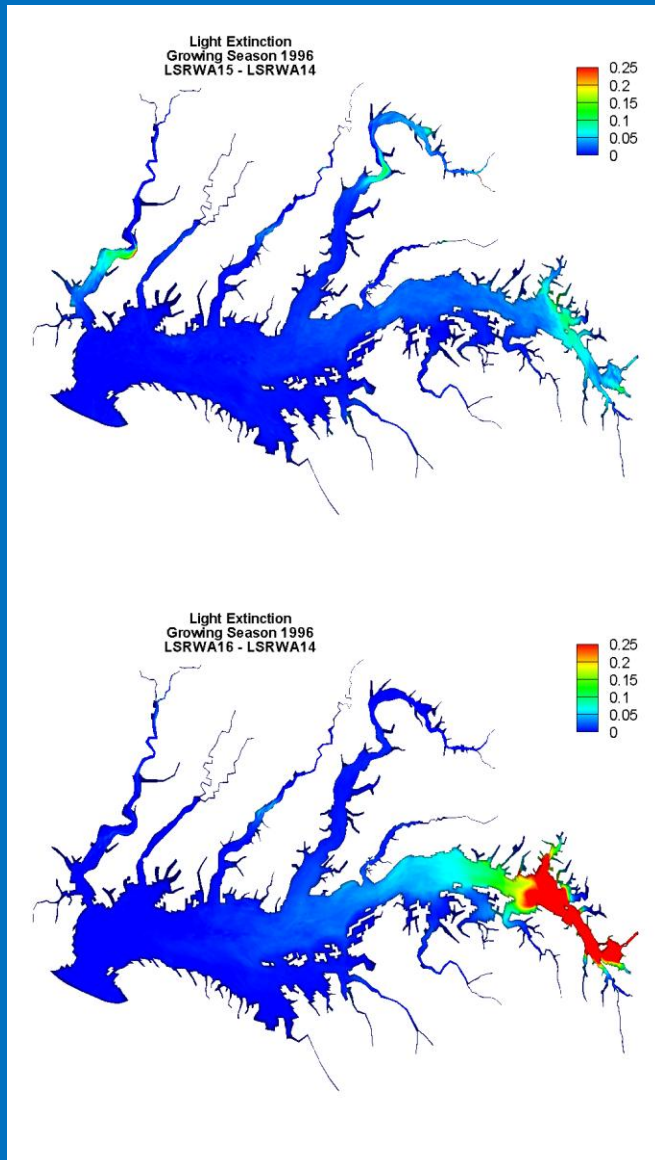 Light Extinction
Growing Season 1996
LSRWA15 - LSRWA14
0.25
0.2
0.15
0.1
0.05
0
Light Extinction
Growing Season 1996
LSRWA16 - LSRWA14
0.25
0.2
0.15
0.1
0.05
0